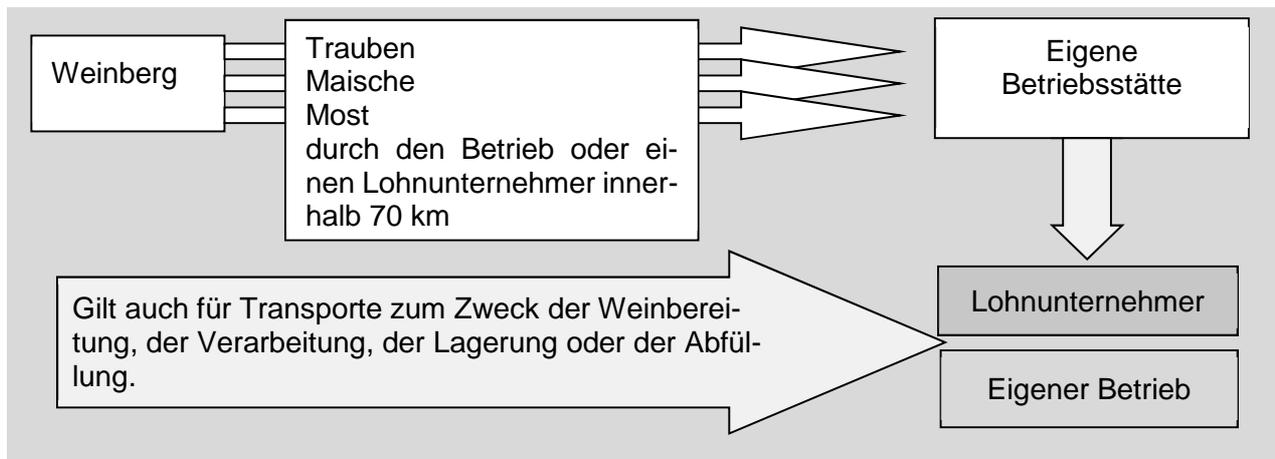 Weinberg
Trauben
Maische
Most
durch den Betrieb oder ei-
nen Lohnunternehmer inner-
halb 70 km
Eigene
Betriebsstätte
Gilt auch für Transporte zum Zweck der Weinberei-
tung, der Verarbeitung, der Lagerung oder der Abfül-
lung.
Lohnunternehmer
Eigener Betrieb